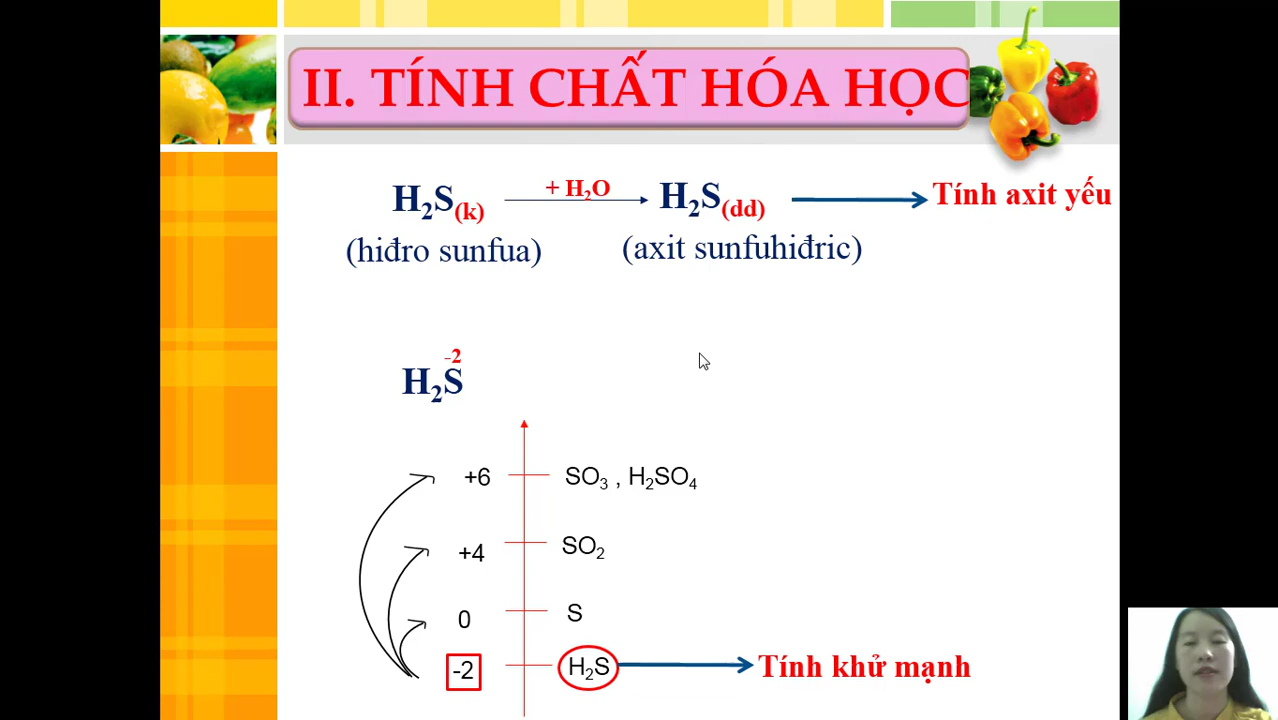 II. TÍNH CHẤT HÓA HỌC
H₂S(k) + H₂O H₂S(dd) Tính axit yếu
(hiđro sunfua) (axit sunfuhiđric)
-2
H₂S
+6 SO₃ , H₂SO₄
+4 SO₂
0 S
-2 H₂S Tính khử mạnh